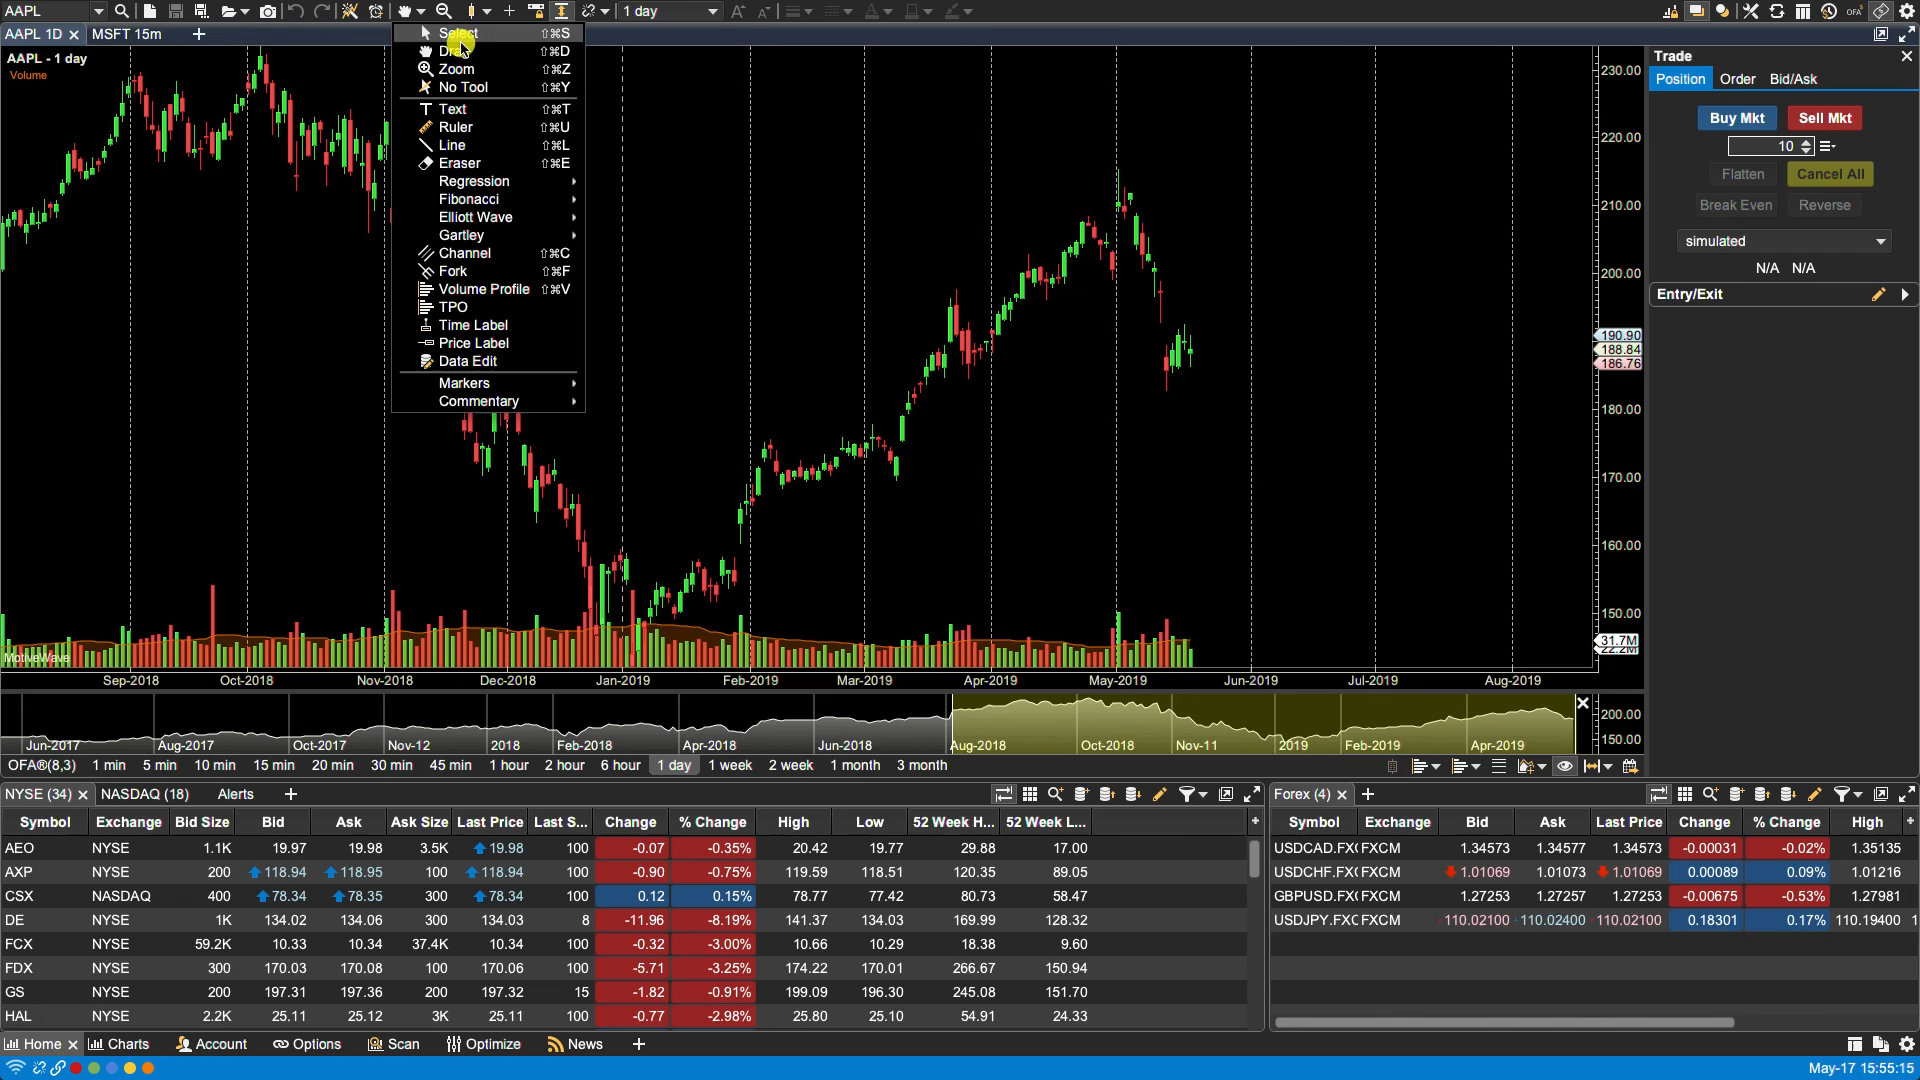 AAPL 1 day
AAPL 1D MSFT 15m
AAPL - 1 day
Volume
Select ⇧⌘S
Zoom ⇧⌘Z
No Tool ⇧⌘Y
Text ⇧⌘T
Ruler ⇧⌘U
Line ⇧⌘L
Eraser ⇧⌘E
Regression
Fibonacci
Elliott Wave
Gartley
Channel ⇧⌘C
Fork ⇧⌘F
Volume Profile ⇧⌘V
TPO
Time Label
Price Label
Data Edit
Markers
Commentary
230.00
220.00
210.00
200.00
190.90
188.84
186.76
180.00
170.00
160.00
150.00
31.7M
22.2M
MotiveWave
Sep-2018 Oct-2018 Nov-2018 Dec-2018 Jan-2019 Feb-2019 Mar-2019 Apr-2019 May-2019 Jun-2019 Jul-2019 Aug-2019
200.00
150.00
Jun-2017 Aug-2017 Oct-2017 Nov-12 2018 Feb-2018 Apr-2018 Jun-2018 Aug-2018 Oct-2018 Nov-11 2019 Feb-2019 Apr-2019
OFA®(8,3) 1 min 5 min 10 min 15 min 20 min 30 min 45 min 1 hour 2 hour 6 hour 1 day 1 week 2 week 1 month 3 month
Trade
Position Order Bid/Ask
Buy Mkt Sell Mkt
10
Flatten Cancel All
Break Even Reverse
simulated
N/A N/A
Entry/Exit
NYSE (34) NASDAQ (18) Alerts
Symbol Exchange Bid Size Bid Ask Ask Size Last Price Last S... Change % Change High Low 52 Week H... 52 Week L...
AEO NYSE 1.1K 19.97 19.98 3.5K 19.98 100 -0.07 -0.35% 20.42 19.77 29.88 17.00
AXP NYSE 200 118.94 118.95 100 118.94 100 -0.90 -0.75% 119.59 118.51 120.35 89.05
CSX NASDAQ 400 78.34 78.35 300 78.34 100 0.12 0.15% 78.77 77.42 80.73 58.47
DE NYSE 1K 134.02 134.06 300 134.03 8 -11.96 -8.19% 141.37 134.03 169.99 128.32
FCX NYSE 59.2K 10.33 10.34 37.4K 10.34 100 -0.32 -3.00% 10.66 10.29 18.38 9.60
FDX NYSE 300 170.03 170.08 100 170.06 100 -5.71 -3.25% 174.22 170.01 266.67 150.94
GS NYSE 200 197.31 197.36 200 197.32 15 -1.82 -0.91% 199.09 196.30 245.08 151.70
HAL NYSE 2.2K 25.11 25.12 3K 25.11 100 -0.77 -2.98% 25.80 25.10 54.91 24.33
Forex (4)
Symbol Exchange Bid Ask Last Price Change % Change High
USDCAD.FX FXCM 1.34573 1.34577 1.34573 -0.00031 -0.02% 1.35135
USDCHF.FX FXCM 1.01069 1.01073 1.01069 0.00089 0.09% 1.01216
GBPUSD.FX FXCM 1.27253 1.27257 1.27253 -0.00675 -0.53% 1.27981
USDJPY.FX FXCM 110.02100 110.02400 110.02100 0.18301 0.17% 110.19400
Home Charts Account Options Scan Optimize News
May-17 15:55:15